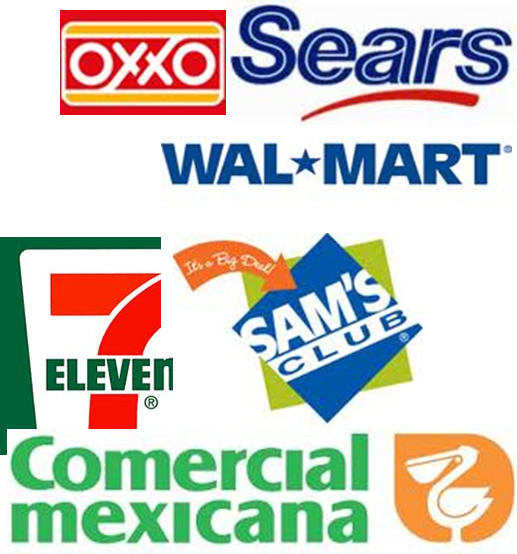 OXXO
Sears
WAL★MART®
7
ELEVEn
®
It's a Big Deal!
SAM'S
CLUB®
Comercial
mexicana